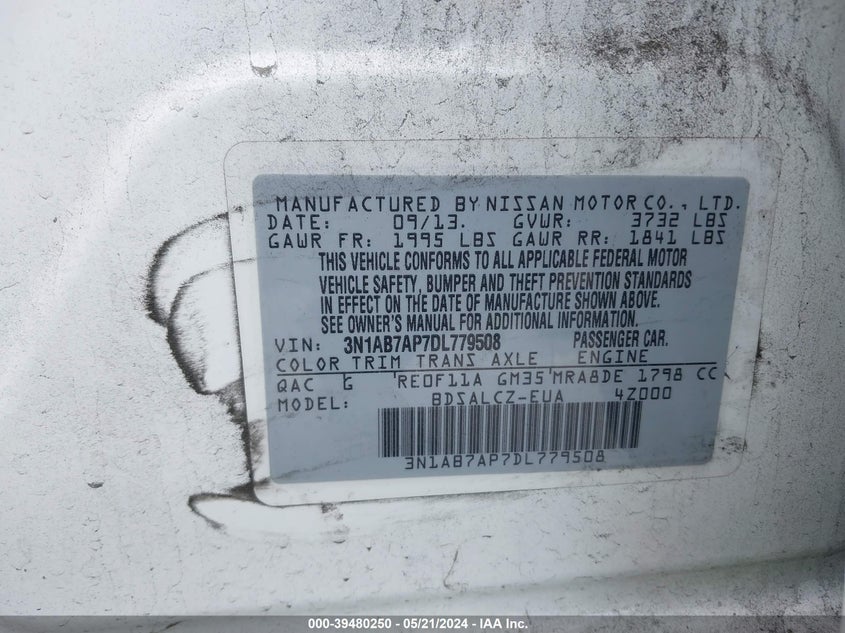 MANUFACTURED BY NISSAN MOTOR CO., LTD.
DATE: 09/13. GVWR: 3732 LBS
GAWR FR: 1995 LBS GAWR RR: 1841 LBS
THIS VEHICLE CONFORMS TO ALL APPLICABLE FEDERAL MOTOR
VEHICLE SAFETY, BUMPER AND THEFT PREVENTION STANDARDS
IN EFFECT ON THE DATE OF MANUFACTURE SHOWN ABOVE.
SEE OWNER'S MANUAL FOR ADDITIONAL INFORMATION.
VIN: 3N1AB7AP7DL779508 PASSENGER CAR.
COLOR TRIM TRANS AXLE ENGINE
QAC G RE0F11A GM35 MRA8DE 1798 CC
MODEL: BDSALCZ-EUA 4Z000
3N1AB7AP7DL779508
000-39480250 - 05/21/2024 - IAA Inc.